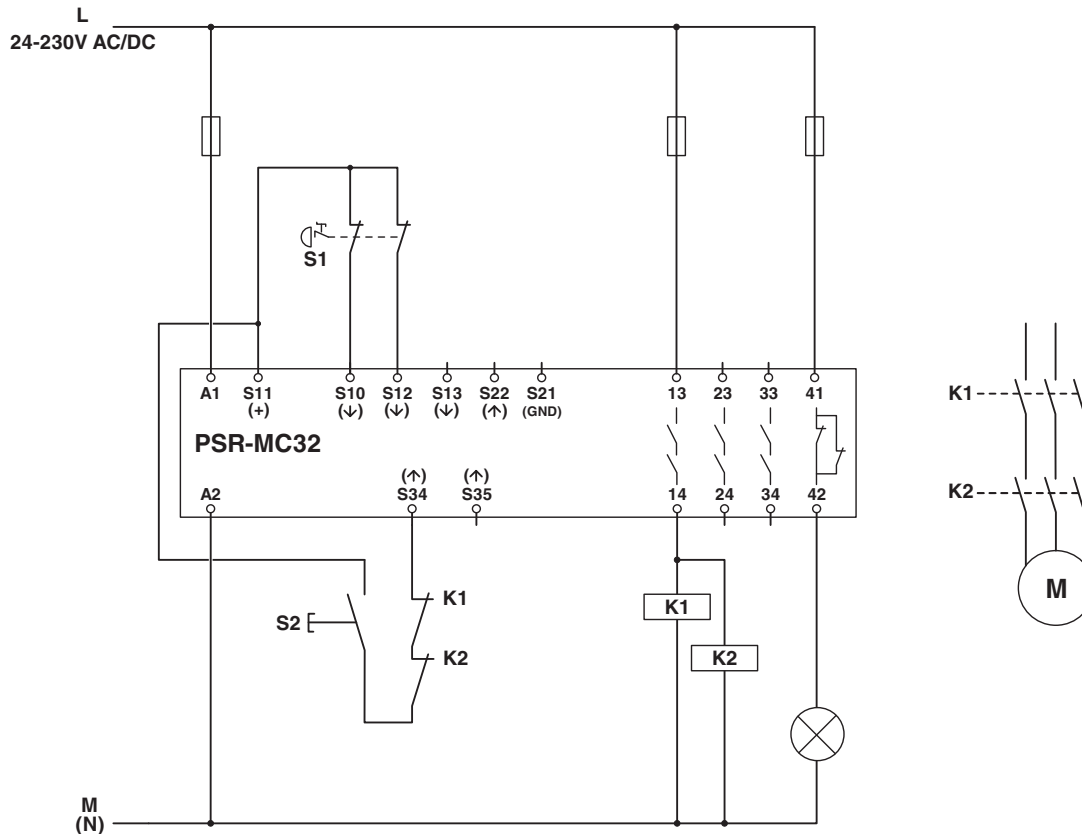 L
24-230V AC/DC
S1
A1 S11 S10 S12 S13 S22 S21 13 23 33 41
(+) (↓) (↓) (↓) (↑) (GND)
PSR-MC32
(↑) (↑)
A2 S34 S35 14 24 34 42
K1
K2
M
S2
K1
K2
K1
K2
M
(N)